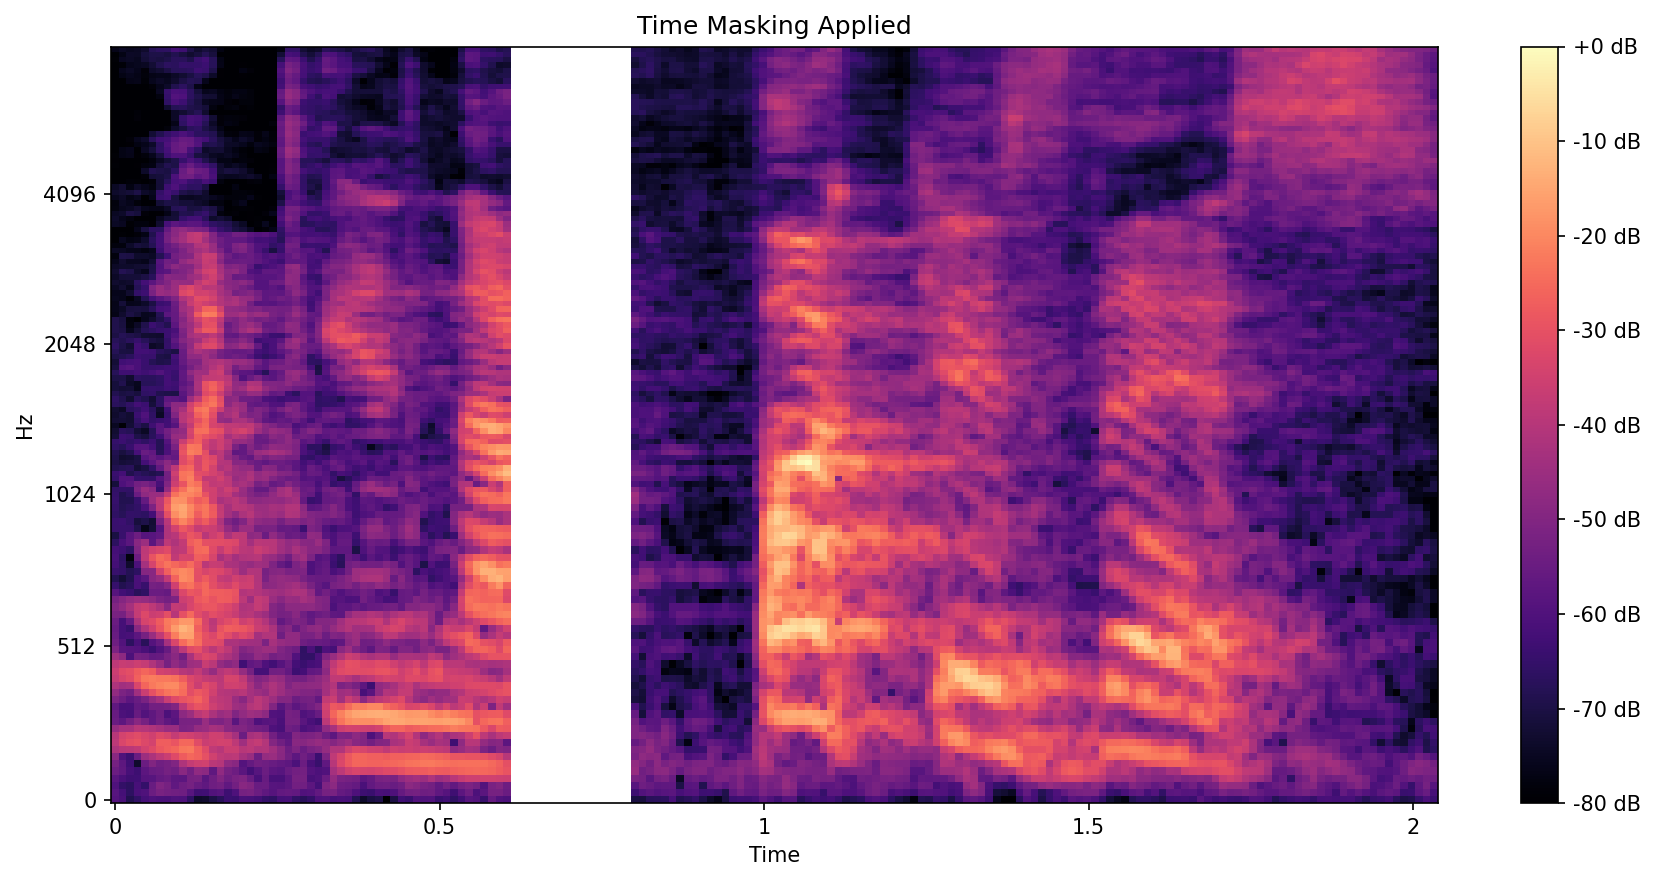 Time Masking Applied
Hz
4096
2048
1024
512
0
0
0.5
1
1.5
2
Time
+0 dB
-10 dB
-20 dB
-30 dB
-40 dB
-50 dB
-60 dB
-70 dB
-80 dB